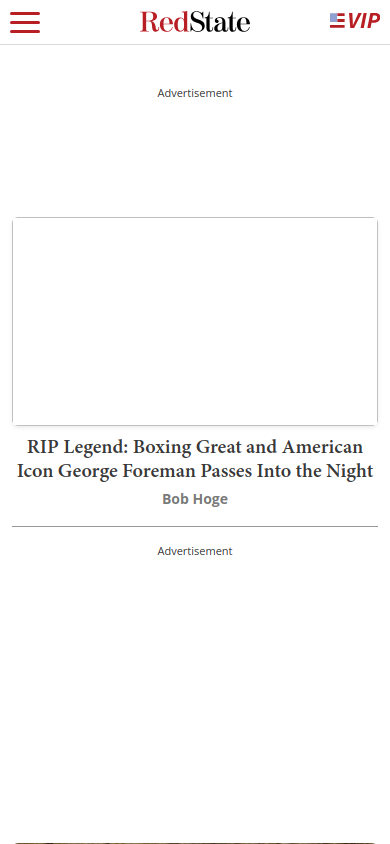 RedState
VIP
Advertisement
RIP Legend: Boxing Great and American
Icon George Foreman Passes Into the Night
Bob Hoge
Advertisement